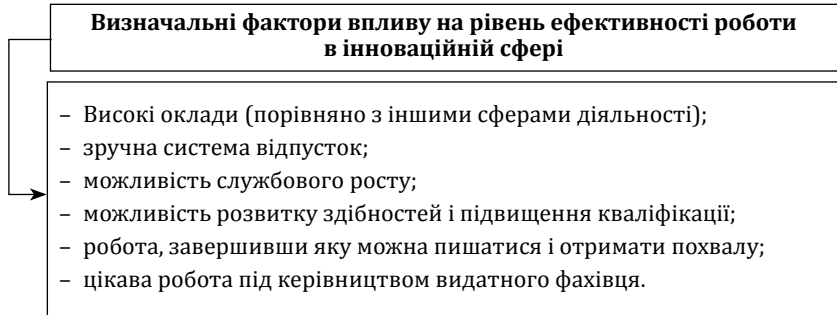 Визначальні фактори впливу на рівень ефективності роботи
в інноваційній сфері
– Високі оклади (порівняно з іншими сферами діяльності);
– зручна система відпусток;
– можливість службового росту;
– можливість розвитку здібностей і підвищення кваліфікації;
– робота, завершивши яку можна пишатися і отримати похвалу;
– цікава робота під керівництвом видатного фахівця.